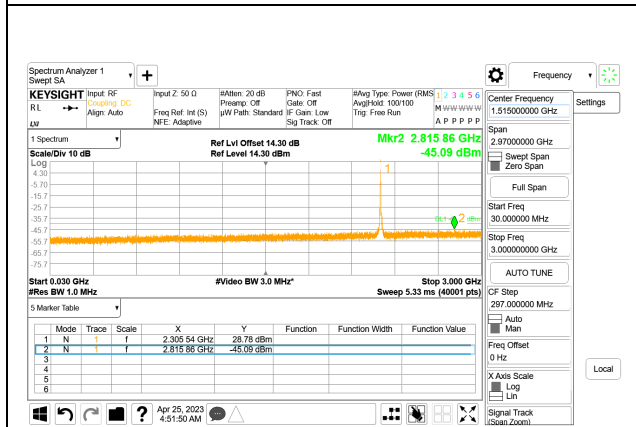 Spectrum Analyzer 1
Swept SA
Frequency
KEYSIGHT Input: RF Input Z: 50 Ω #Atten: 20 dB PNO: Fast #Avg Type: Power (RMS 1 2 3 4 5 6
RL Coupling: DC Preamp: Off Gate: Off Avg|Hold: 100/100 M W W W W W
Align: Auto Freq Ref: Int (S) µW Path: Standard IF Gain: Low Trig: Free Run
NFE: Adaptive Sig Track: Off A P P P P P
Center Frequency
1.515000000 GHz
Settings
1 Spectrum
Ref Lvl Offset 14.30 dB
Mkr2 2.815 86 GHz
Scale/Div 10 dB Ref Level 14.30 dBm -45.09 dBm
Log
4.30
-5.70
-15.7
-25.7
-35.7
-45.7
-55.7
-65.7
-75.7
1
2
Start 0.030 GHz #Video BW 3.0 MHz* Stop 3.000 GHz
#Res BW 1.0 MHz Sweep 5.33 ms (40001 pts)
Span
2.97000000 GHz
Swept Span
Zero Span
Full Span
Start Freq
30.000000 MHz
Stop Freq
3.000000000 GHz
AUTO TUNE
CF Step
297.000000 MHz
Auto
Man
Freq Offset
0 Hz
X Axis Scale
Log
Lin
Signal Track
(Span Zoom)
Local
5 Marker Table
Mode Trace Scale X Y Function Function Width Function Value
1 N 1 f 2.305 54 GHz 28.78 dBm
2 N 1 f 2.815 86 GHz -45.09 dBm
3
4
5
6
Apr 25, 2023
4:51:50 AM